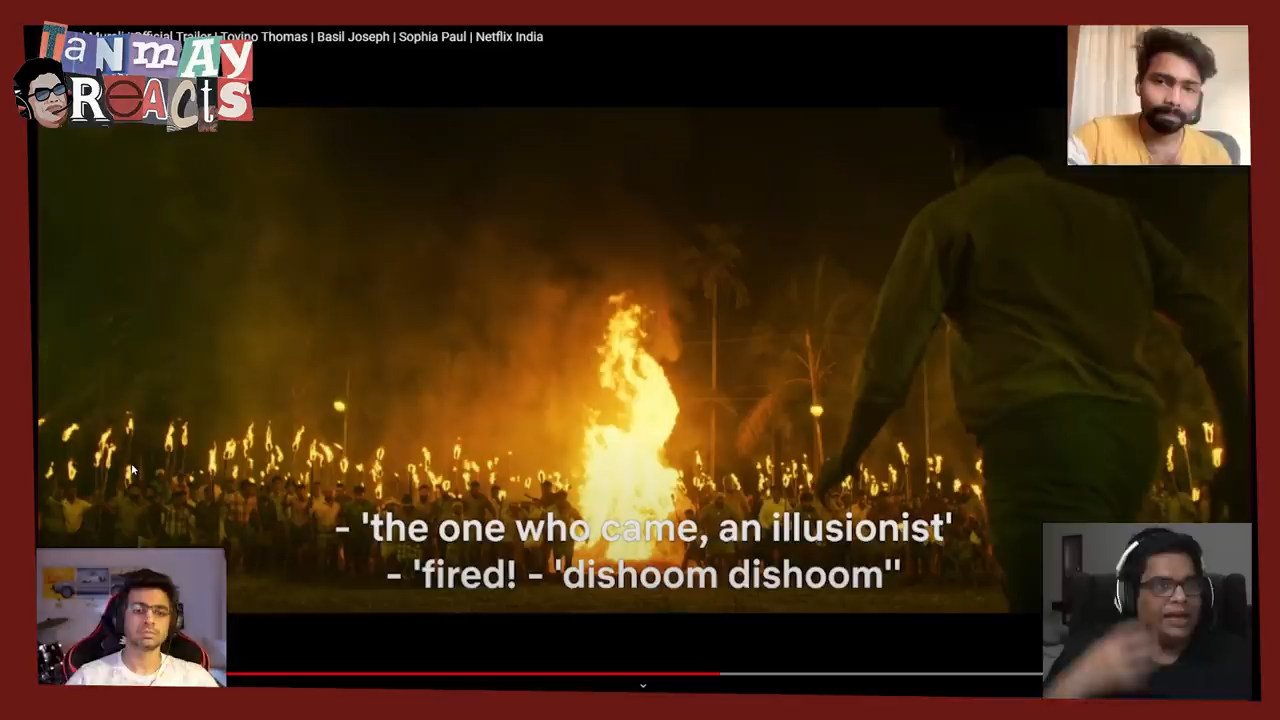 Murali | Official Trailer | Tovino Thomas | Basil Joseph | Sophia Paul | Netflix India
TaNmAy
REACtS
- 'the one who came, an illusionist'
- 'fired! - 'dishoom dishoom''